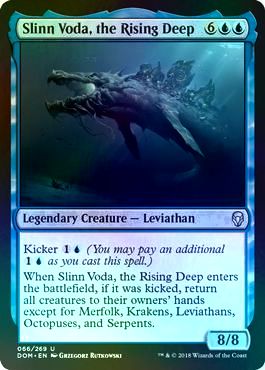 Slinn Voda, the Rising Deep 6
Legendary Creature — Leviathan
Kicker 1 (You may pay an additional
1 as you cast this spell.)
When Slinn Voda, the Rising Deep enters
the battlefield, if it was kicked, return
all creatures to their owners' hands
except for Merfolk, Krakens, Leviathans,
Octopuses, and Serpents.
8/8
066/269 U
DOM • EN Grzegorz Rutkowski
™ & © 2018 Wizards of the Coast